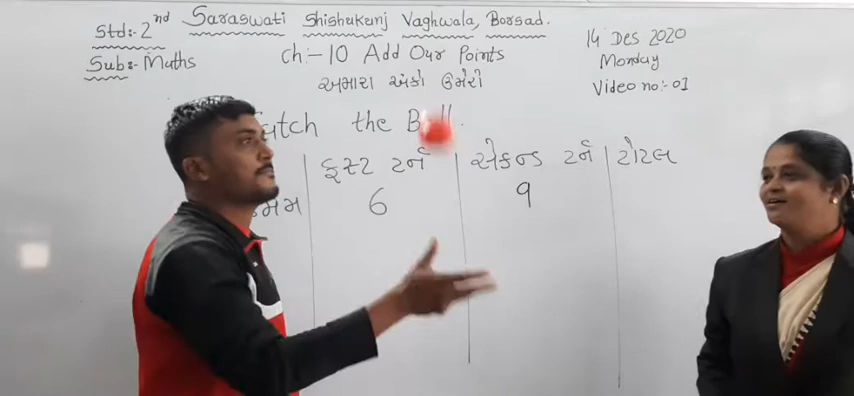 Std:- 2nd Saraswati Shishukunj Vaghwala, Borsad.
Sub:- Maths
Ch:- 10 Add Our Points
અમારા અંકો ઉમેરો
14 Des 2020
Monday
Video no:- 01
the
ફસ્ટ ટર્ન સેકન્ડ ટર્ન ટોટલ
6 9